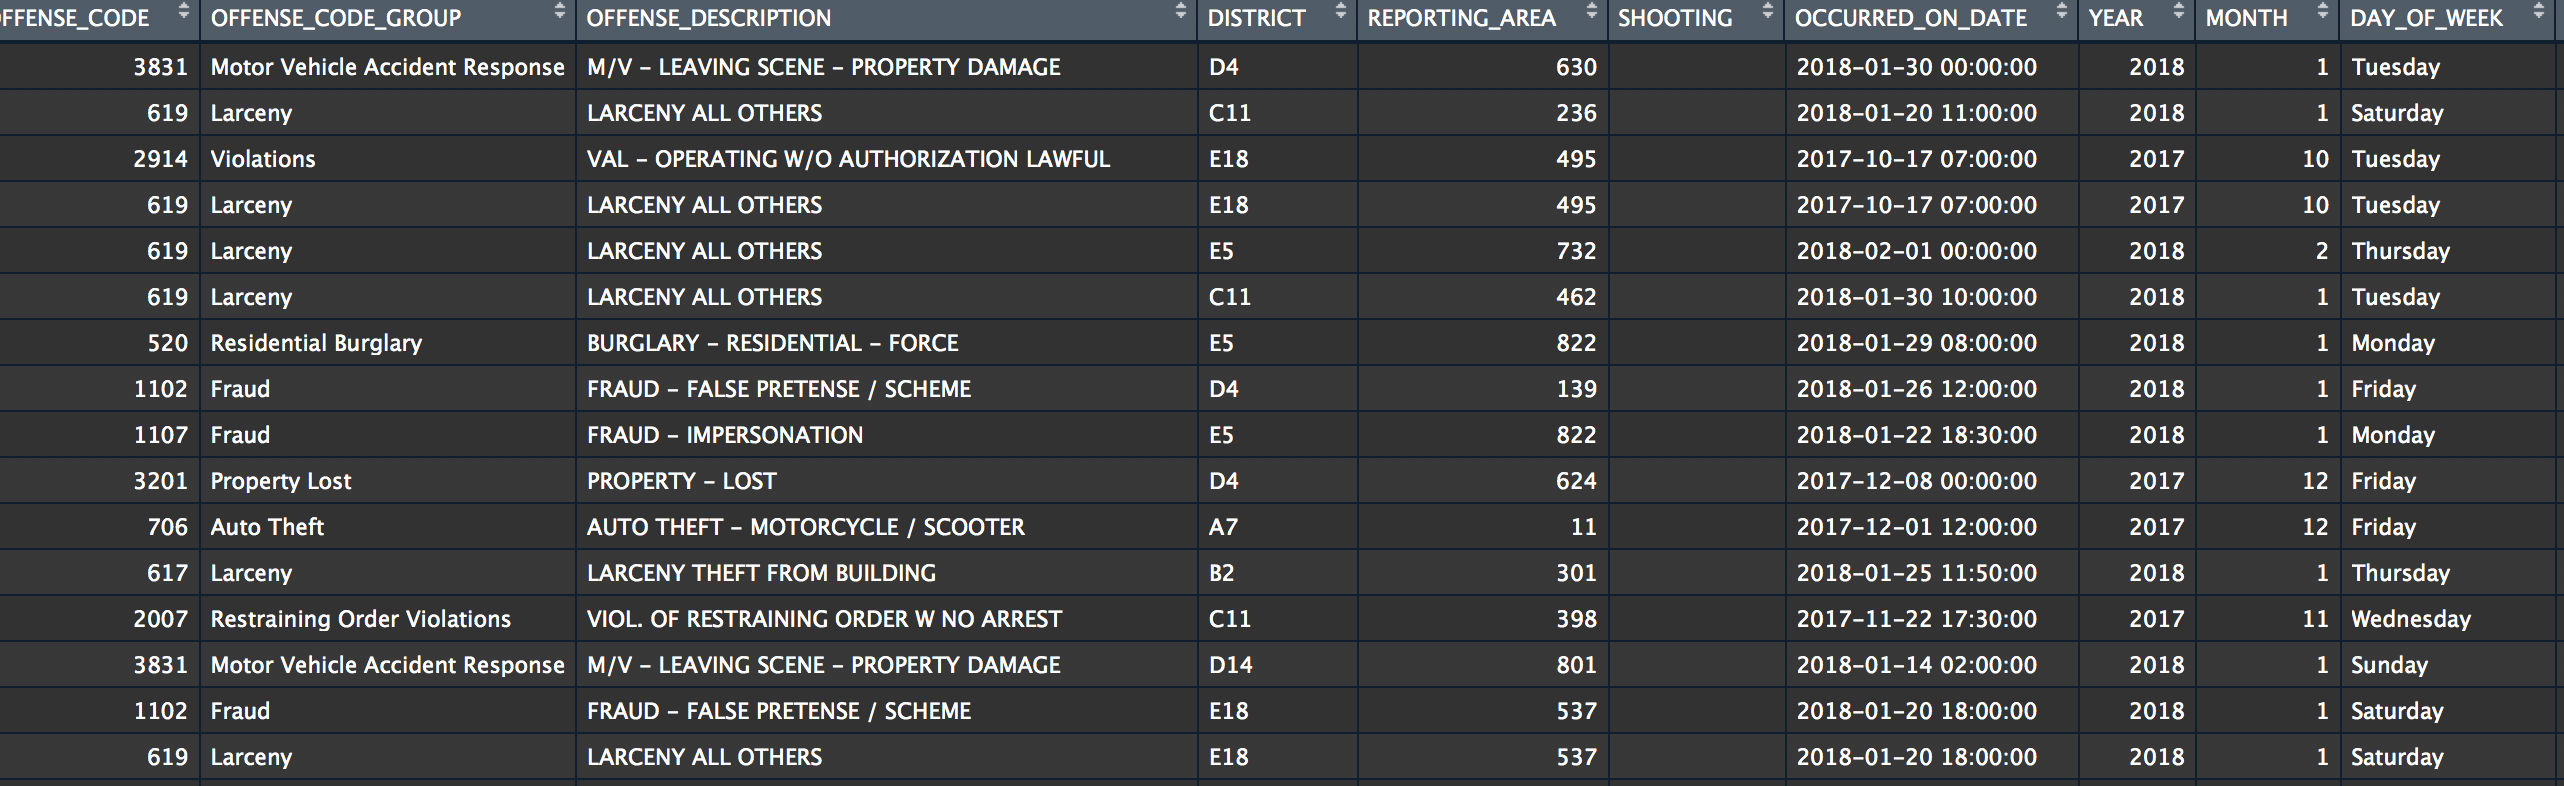 FFENSE_CODE OFFENSE_CODE_GROUP OFFENSE_DESCRIPTION DISTRICT REPORTING_AREA SHOOTING OCCURRED_ON_DATE YEAR MONTH DAY_OF_WEEK
3831 Motor Vehicle Accident Response M/V - LEAVING SCENE - PROPERTY DAMAGE D4 630 2018-01-30 00:00:00 2018 1 Tuesday
619 Larceny LARCENY ALL OTHERS C11 236 2018-01-20 11:00:00 2018 1 Saturday
2914 Violations VAL - OPERATING W/O AUTHORIZATION LAWFUL E18 495 2017-10-17 07:00:00 2017 10 Tuesday
619 Larceny LARCENY ALL OTHERS E18 495 2017-10-17 07:00:00 2017 10 Tuesday
619 Larceny LARCENY ALL OTHERS E5 732 2018-02-01 00:00:00 2018 2 Thursday
619 Larceny LARCENY ALL OTHERS C11 462 2018-01-30 10:00:00 2018 1 Tuesday
520 Residential Burglary BURGLARY - RESIDENTIAL - FORCE E5 822 2018-01-29 08:00:00 2018 1 Monday
1102 Fraud FRAUD - FALSE PRETENSE / SCHEME D4 139 2018-01-26 12:00:00 2018 1 Friday
1107 Fraud FRAUD - IMPERSONATION E5 822 2018-01-22 18:30:00 2018 1 Monday
3201 Property Lost PROPERTY - LOST D4 624 2017-12-08 00:00:00 2017 12 Friday
706 Auto Theft AUTO THEFT - MOTORCYCLE / SCOOTER A7 11 2017-12-01 12:00:00 2017 12 Friday
617 Larceny LARCENY THEFT FROM BUILDING B2 301 2018-01-25 11:50:00 2018 1 Thursday
2007 Restraining Order Violations VIOL. OF RESTRAINING ORDER W NO ARREST C11 398 2017-11-22 17:30:00 2017 11 Wednesday
3831 Motor Vehicle Accident Response M/V - LEAVING SCENE - PROPERTY DAMAGE D14 801 2018-01-14 02:00:00 2018 1 Sunday
1102 Fraud FRAUD - FALSE PRETENSE / SCHEME E18 537 2018-01-20 18:00:00 2018 1 Saturday
619 Larceny LARCENY ALL OTHERS E18 537 2018-01-20 18:00:00 2018 1 Saturday